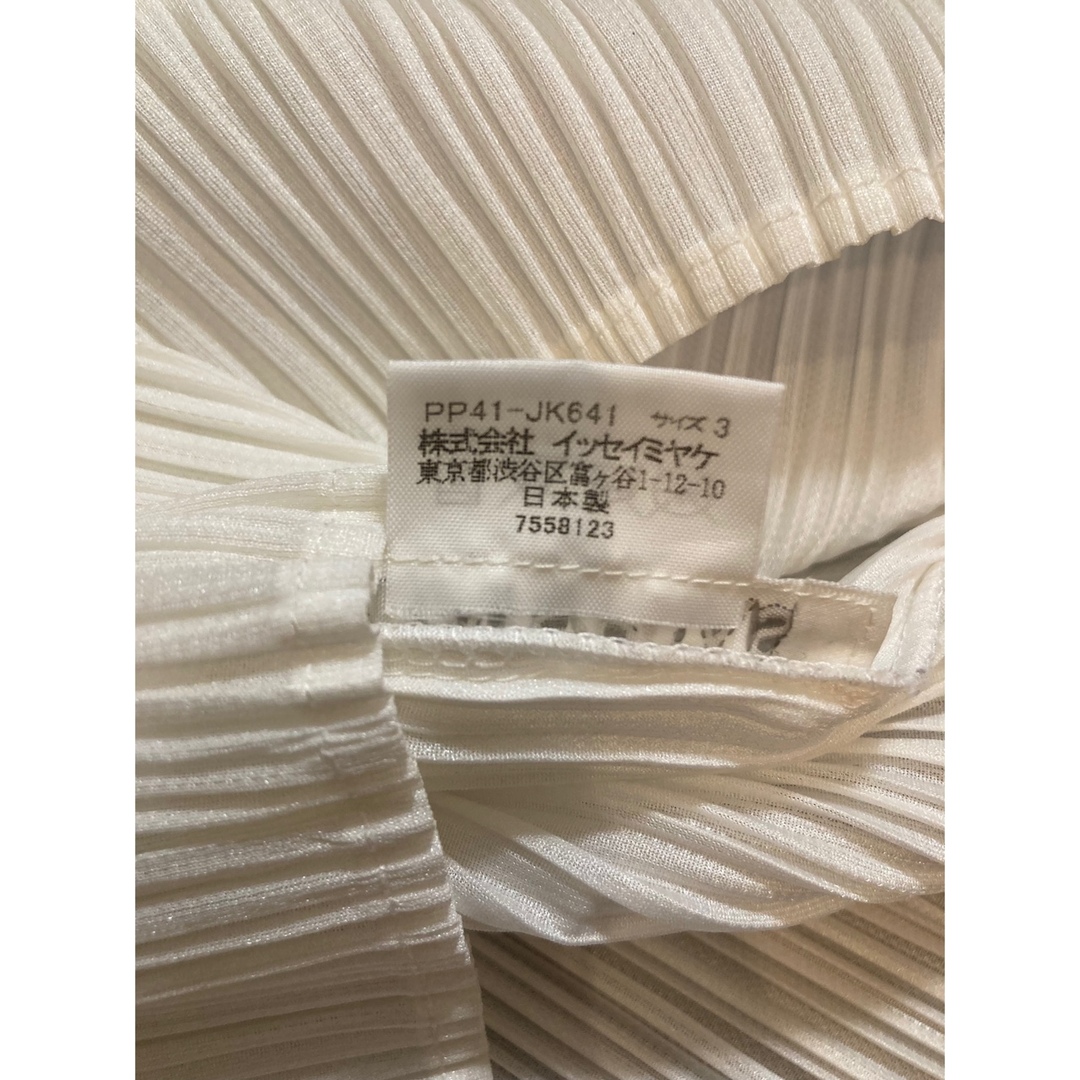 PP41-JK641 サイズ 3
株式会社 イッセイミヤケ
東京都渋谷区富ヶ谷1-12-10
日本製
7558123